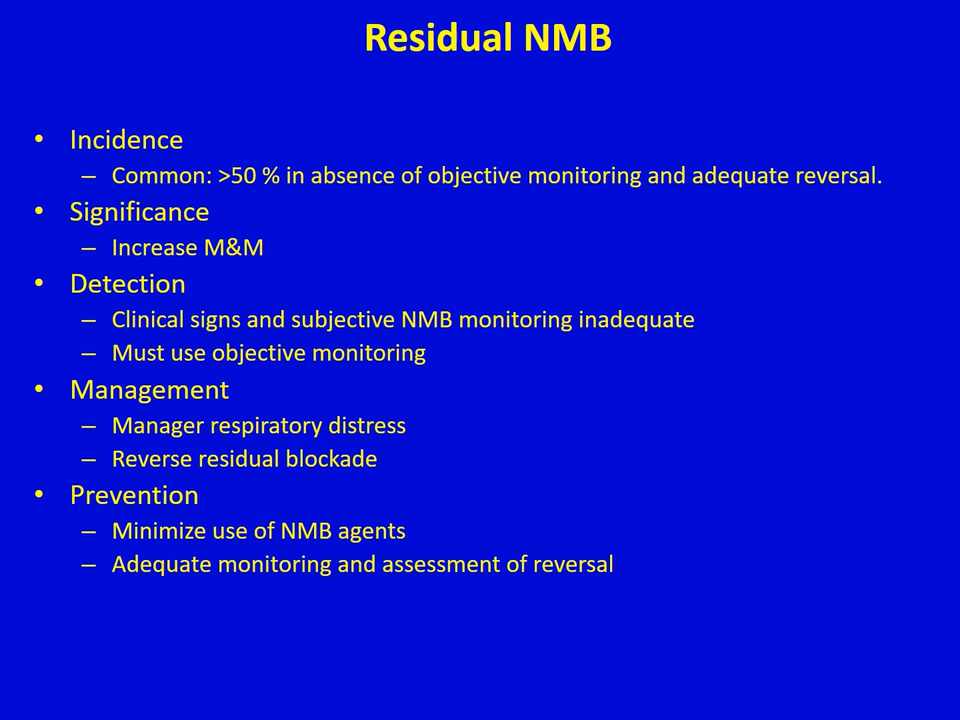 Residual NMB
• Incidence
– Common: >50 % in absence of objective monitoring and adequate reversal.
• Significance
– Increase M&M
• Detection
– Clinical signs and subjective NMB monitoring inadequate
– Must use objective monitoring
• Management
– Manager respiratory distress
– Reverse residual blockade
• Prevention
– Minimize use of NMB agents
– Adequate monitoring and assessment of reversal